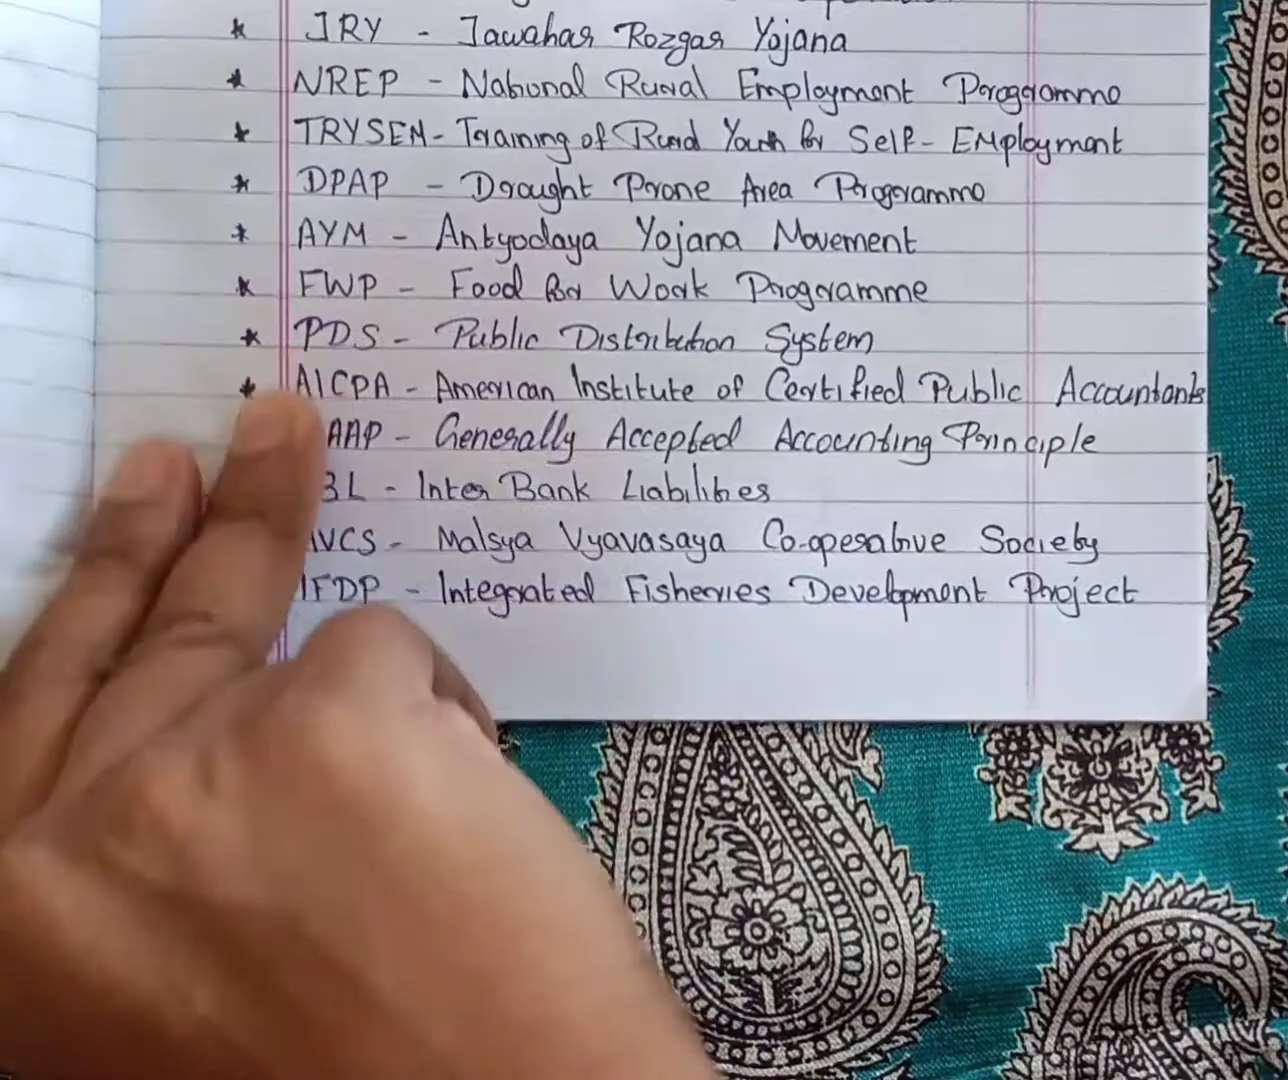 * JRY - Jawahar Rozgar Yojana
* NREP - National Rural Employment Programme
* TRYSEM - Training of Rural Youth for Self-Employment
* DPAP - Drought Prone Area Programme
* AYM - Antyodaya Yojana Movement
* FWP - Food for Work Programme
* PDS - Public Distribution System
* AICPA - American Institute of Certified Public Accountants
AAP - Generally Accepted Accounting Principle
BL - Inter Bank Liabilities
VCS - Malsya Vyavasaya Co-operative Society
IFDP - Integrated Fisheries Development Project